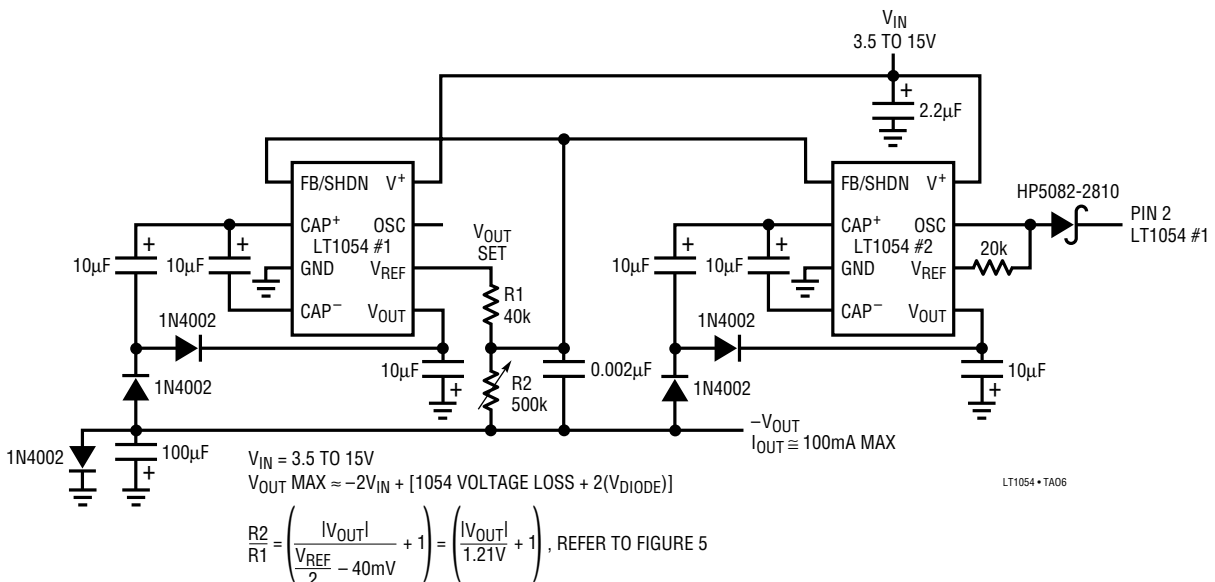 V_IN
3.5 TO 15V
+
2.2µF
FB/SHDN V⁺
CAP⁺ OSC
LT1054 #1
GND V_REF
CAP⁻ V_OUT
+
10µF
+
10µF
V_OUT
SET
R1
40k
R2
500k
0.002µF
1N4002
1N4002
10µF
+
1N4002
100µF
+
FB/SHDN V⁺
CAP⁺ OSC
LT1054 #2
GND V_REF
CAP⁻ V_OUT
+
10µF
+
10µF
HP5082-2810
PIN 2
LT1054 #1
20k
1N4002
1N4002
10µF
+
–V_OUT
I_OUT ≅ 100mA MAX
V_IN = 3.5 TO 15V
V_OUT MAX ≈ –2V_IN + [1054 VOLTAGE LOSS + 2(V_DIODE)]
R2/R1 = (|V_OUT|/(V_REF/2 – 40mV) + 1) = (|V_OUT|/1.21V + 1), REFER TO FIGURE 5
LT1054 • TA06